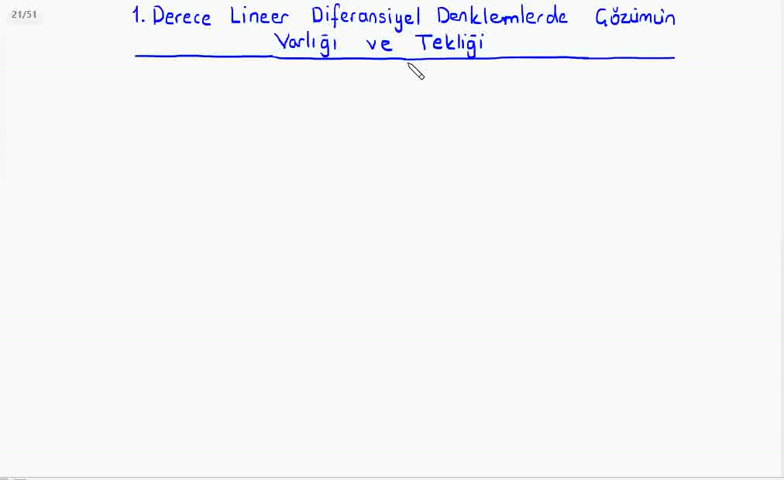 21/51
1. Derece Lineer Diferansiyel Denklemlerde Çözümün
Varlığı ve Tekliği